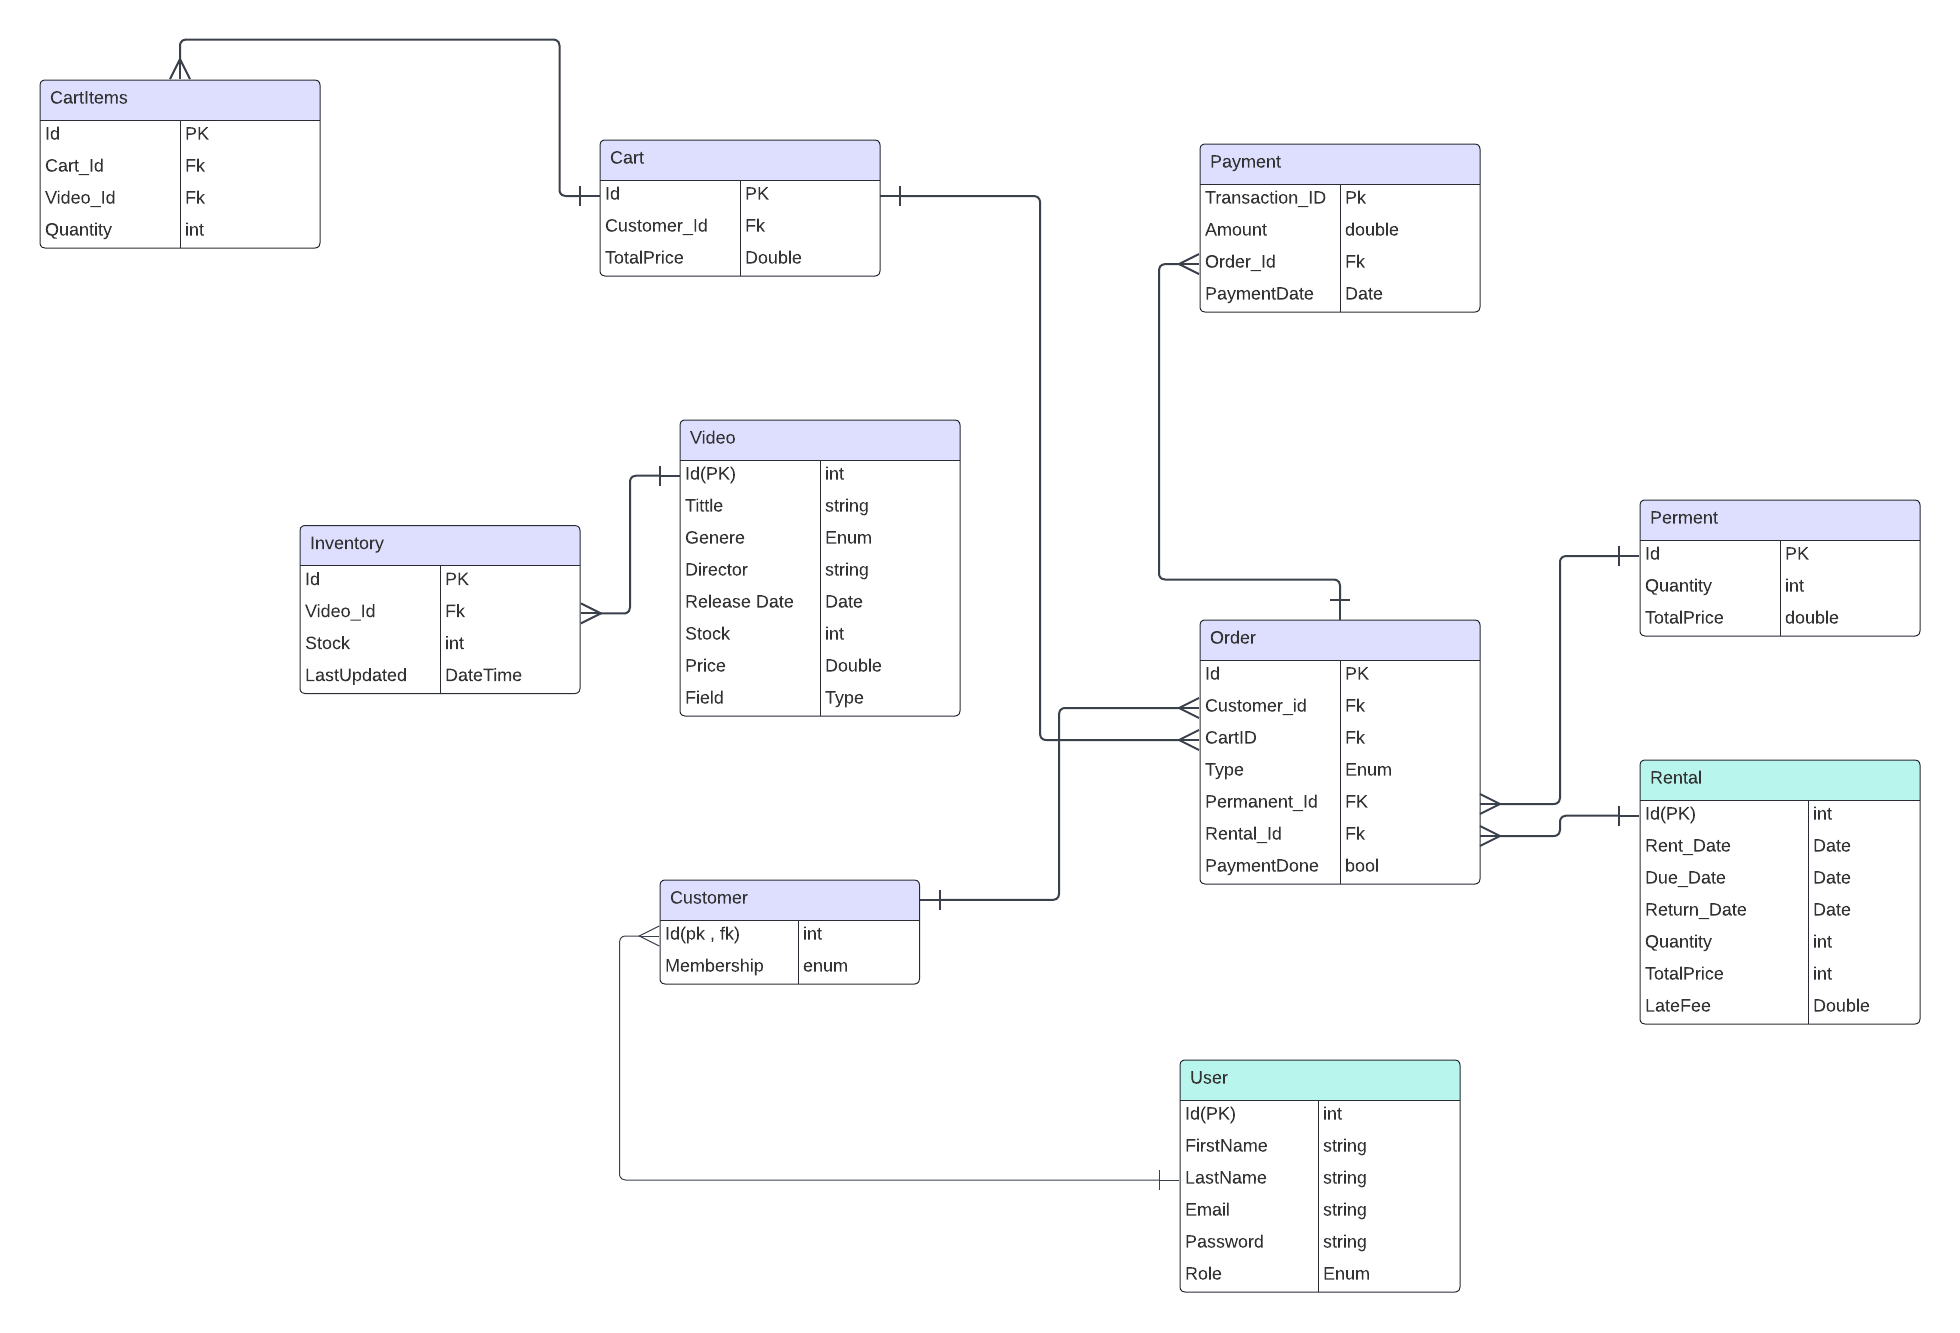 CartItems
Id PK
Cart_Id Fk
Video_Id Fk
Quantity int
Cart
Id PK
Customer_Id Fk
TotalPrice Double
Payment
Transaction_ID Pk
Amount double
Order_Id Fk
PaymentDate Date
Video
Id(PK) int
Tittle string
Genere Enum
Director string
Release Date Date
Stock int
Price Double
Field Type
Inventory
Id PK
Video_Id Fk
Stock int
LastUpdated DateTime
Perment
Id PK
Quantity int
TotalPrice double
Order
Id PK
Customer_id Fk
CartID Fk
Type Enum
Permanent_Id FK
Rental_Id Fk
PaymentDone bool
Rental
Id(PK) int
Rent_Date Date
Due_Date Date
Return_Date Date
Quantity int
TotalPrice int
LateFee Double
Customer
Id(pk , fk) int
Membership enum
User
Id(PK) int
FirstName string
LastName string
Email string
Password string
Role Enum